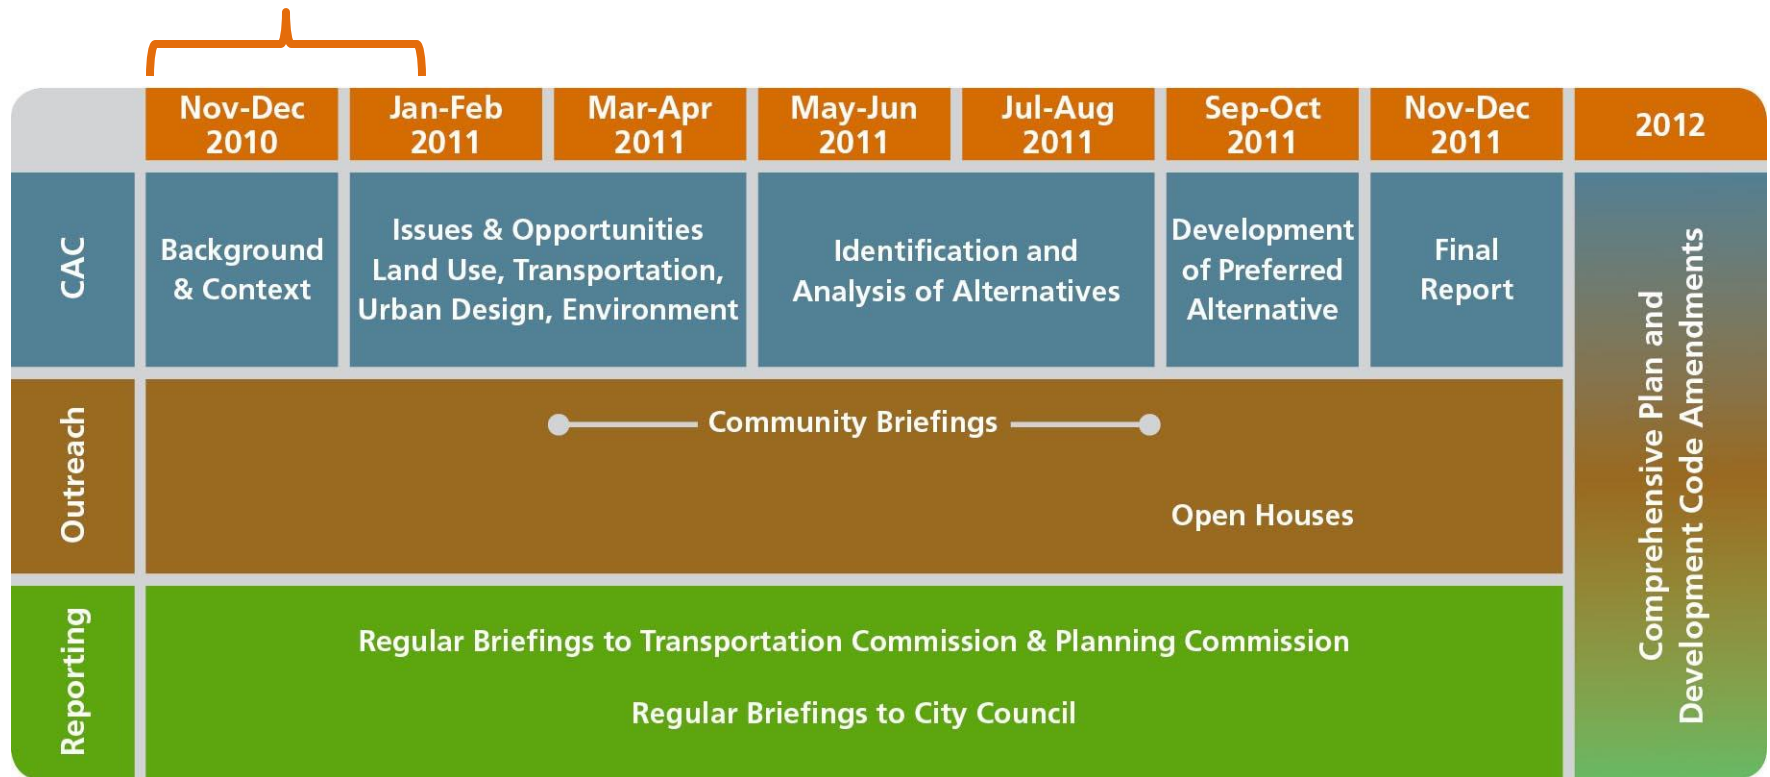 Nov-Dec
2010
Jan-Feb
2011
Mar-Apr
2011
May-Jun
2011
Jul-Aug
2011
Sep-Oct
2011
Nov-Dec
2011
2012
CAC
Background
& Context
Issues & Opportunities
Land Use, Transportation,
Urban Design, Environment
Identification and
Analysis of Alternatives
Development
of Preferred
Alternative
Final
Report
Outreach
Community Briefings
Open Houses
Reporting
Regular Briefings to Transportation Commission & Planning Commission
Regular Briefings to City Council
Comprehensive Plan and
Development Code Amendments